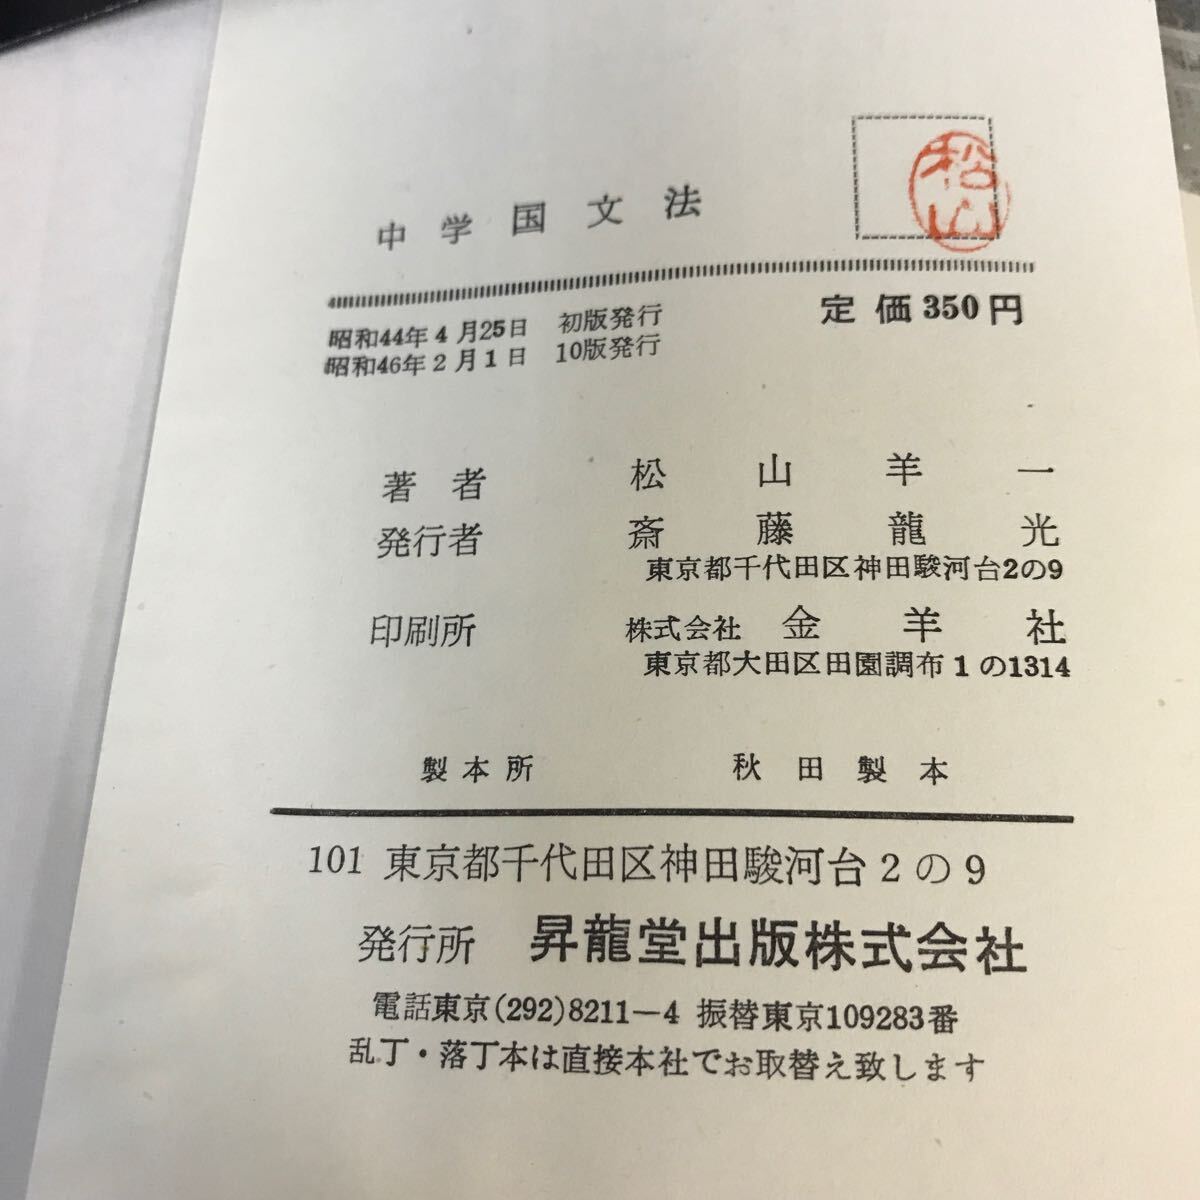 中学国文法
松山
定価350円
昭和44年4月25日 初版発行
昭和46年2月1日 10版発行
著者 松山羊一
発行者 斎藤龍光
東京都千代田区神田駿河台2の9
印刷所 株式会社 金羊社
東京都大田区田園調布1の1314
製本所 秋田製本
101 東京都千代田区神田駿河台2の9
発行所 昇龍堂出版株式会社
電話東京(292)8211―4 振替東京109283番
乱丁・落丁本は直接本社でお取替え致します